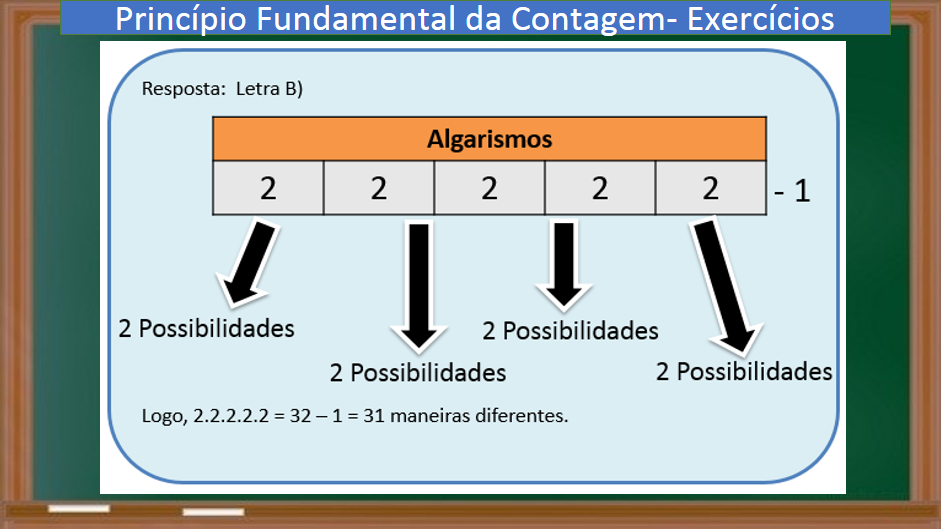 Princípio Fundamental da Contagem- Exercícios
Resposta: Letra B)
Algarismos
2 2 2 2 2 - 1
2 Possibilidades
2 Possibilidades
2 Possibilidades
2 Possibilidades
Logo, 2.2.2.2.2 = 32 – 1 = 31 maneiras diferentes.